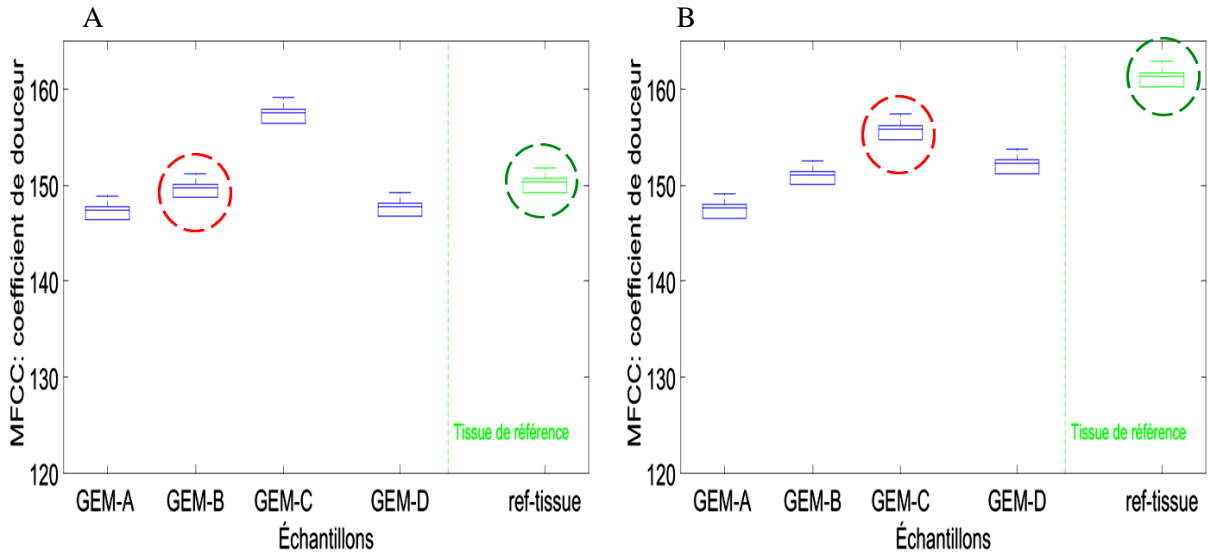 A
MFCC: coefficient de douceur
160
150
140
130
120
Tissue de référence
GEM-A GEM-B GEM-C GEM-D ref-tissue
Échantillons
B
MFCC: coefficient de douceur
160
150
140
130
120
Tissue de référence
GEM-A GEM-B GEM-C GEM-D ref-tissue
Échantillons